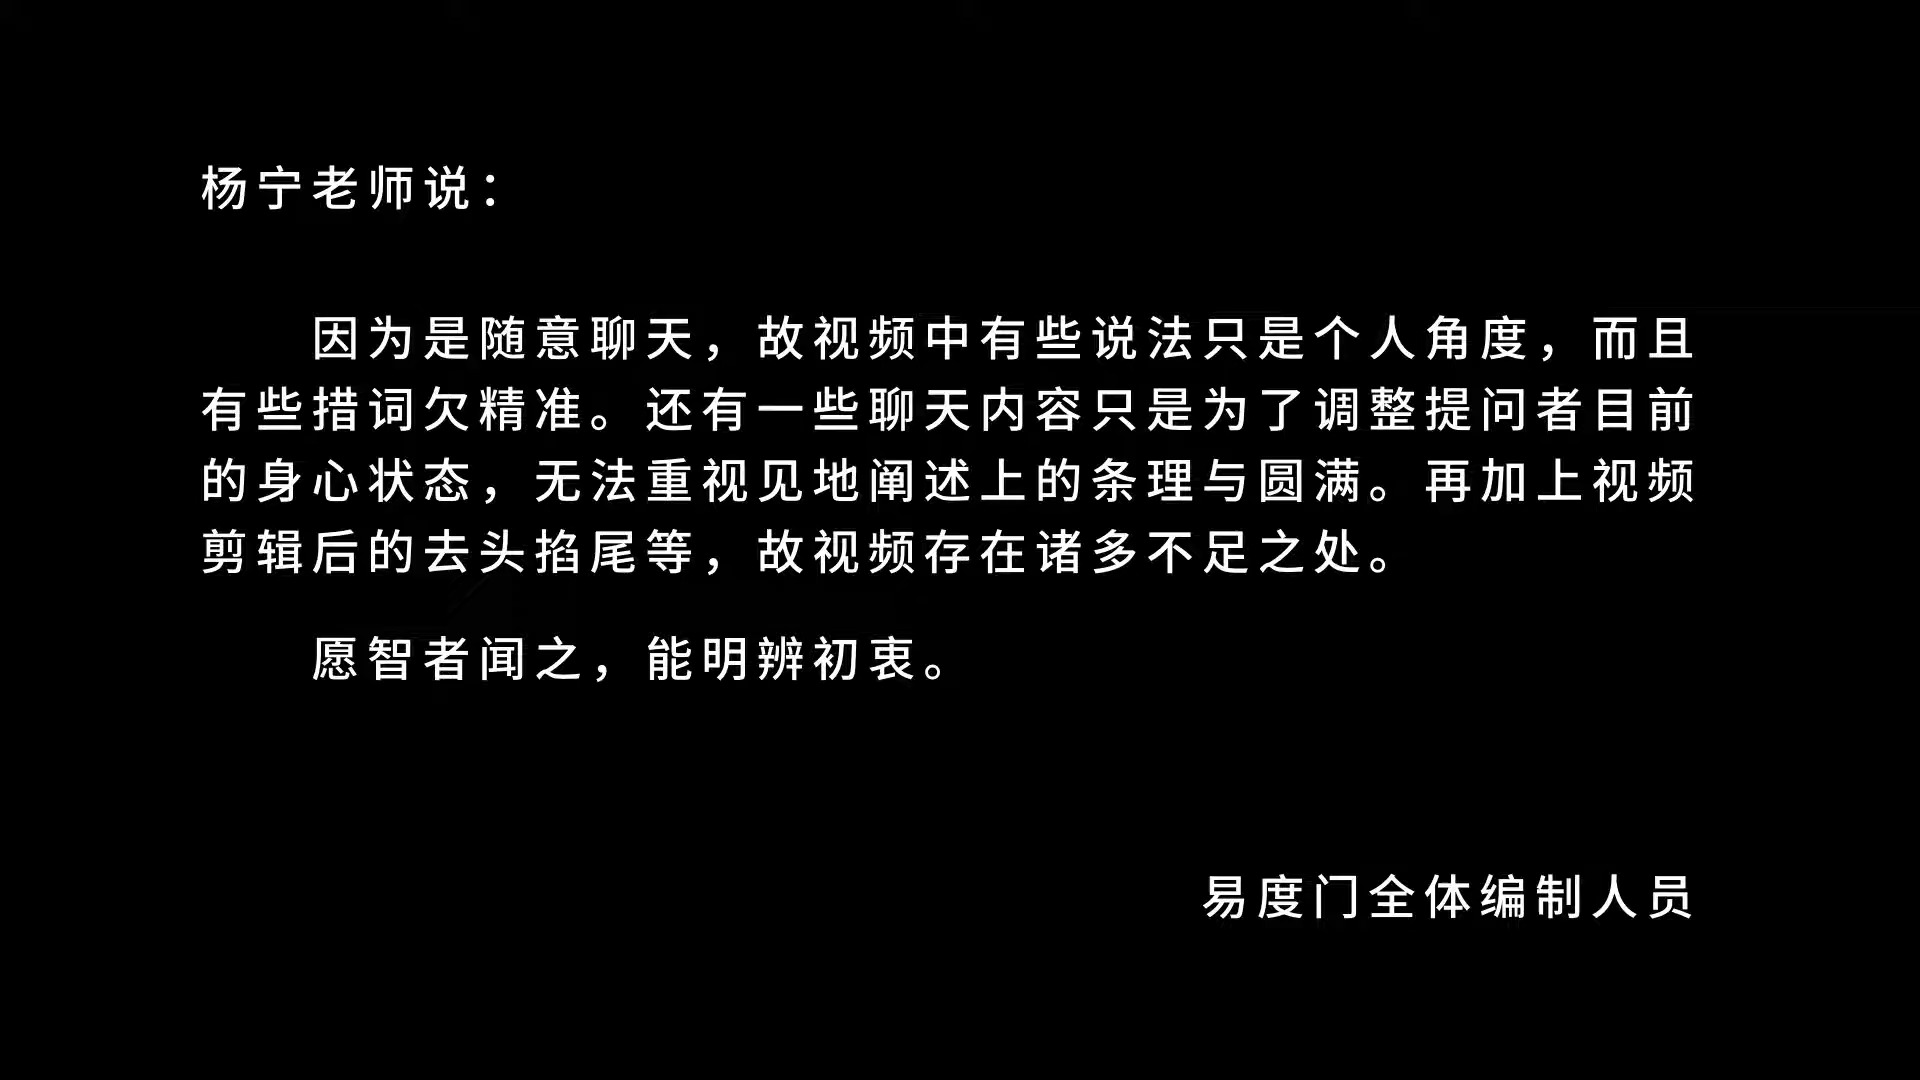 杨宁老师说：
因为是随意聊天，故视频中有些说法只是个人角度，而且
有些措词欠精准。还有一些聊天内容只是为了调整提问者目前
的身心状态，无法重视见地阐述上的条理与圆满。再加上视频
剪辑后的去头掐尾等，故视频存在诸多不足之处。
愿智者闻之，能明辨初衷。
易度门全体编制人员